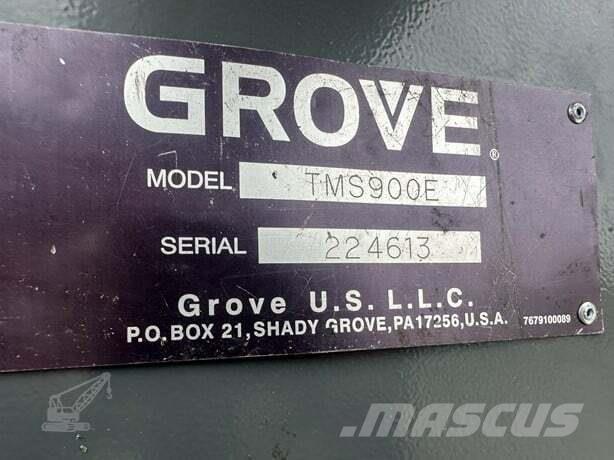 GROVE®
MODEL TMS900E
SERIAL 224613
Grove U.S. L.L.C.
P.O. BOX 21, SHADY GROVE, PA 17256, U.S.A. 7679100089
MASCUS